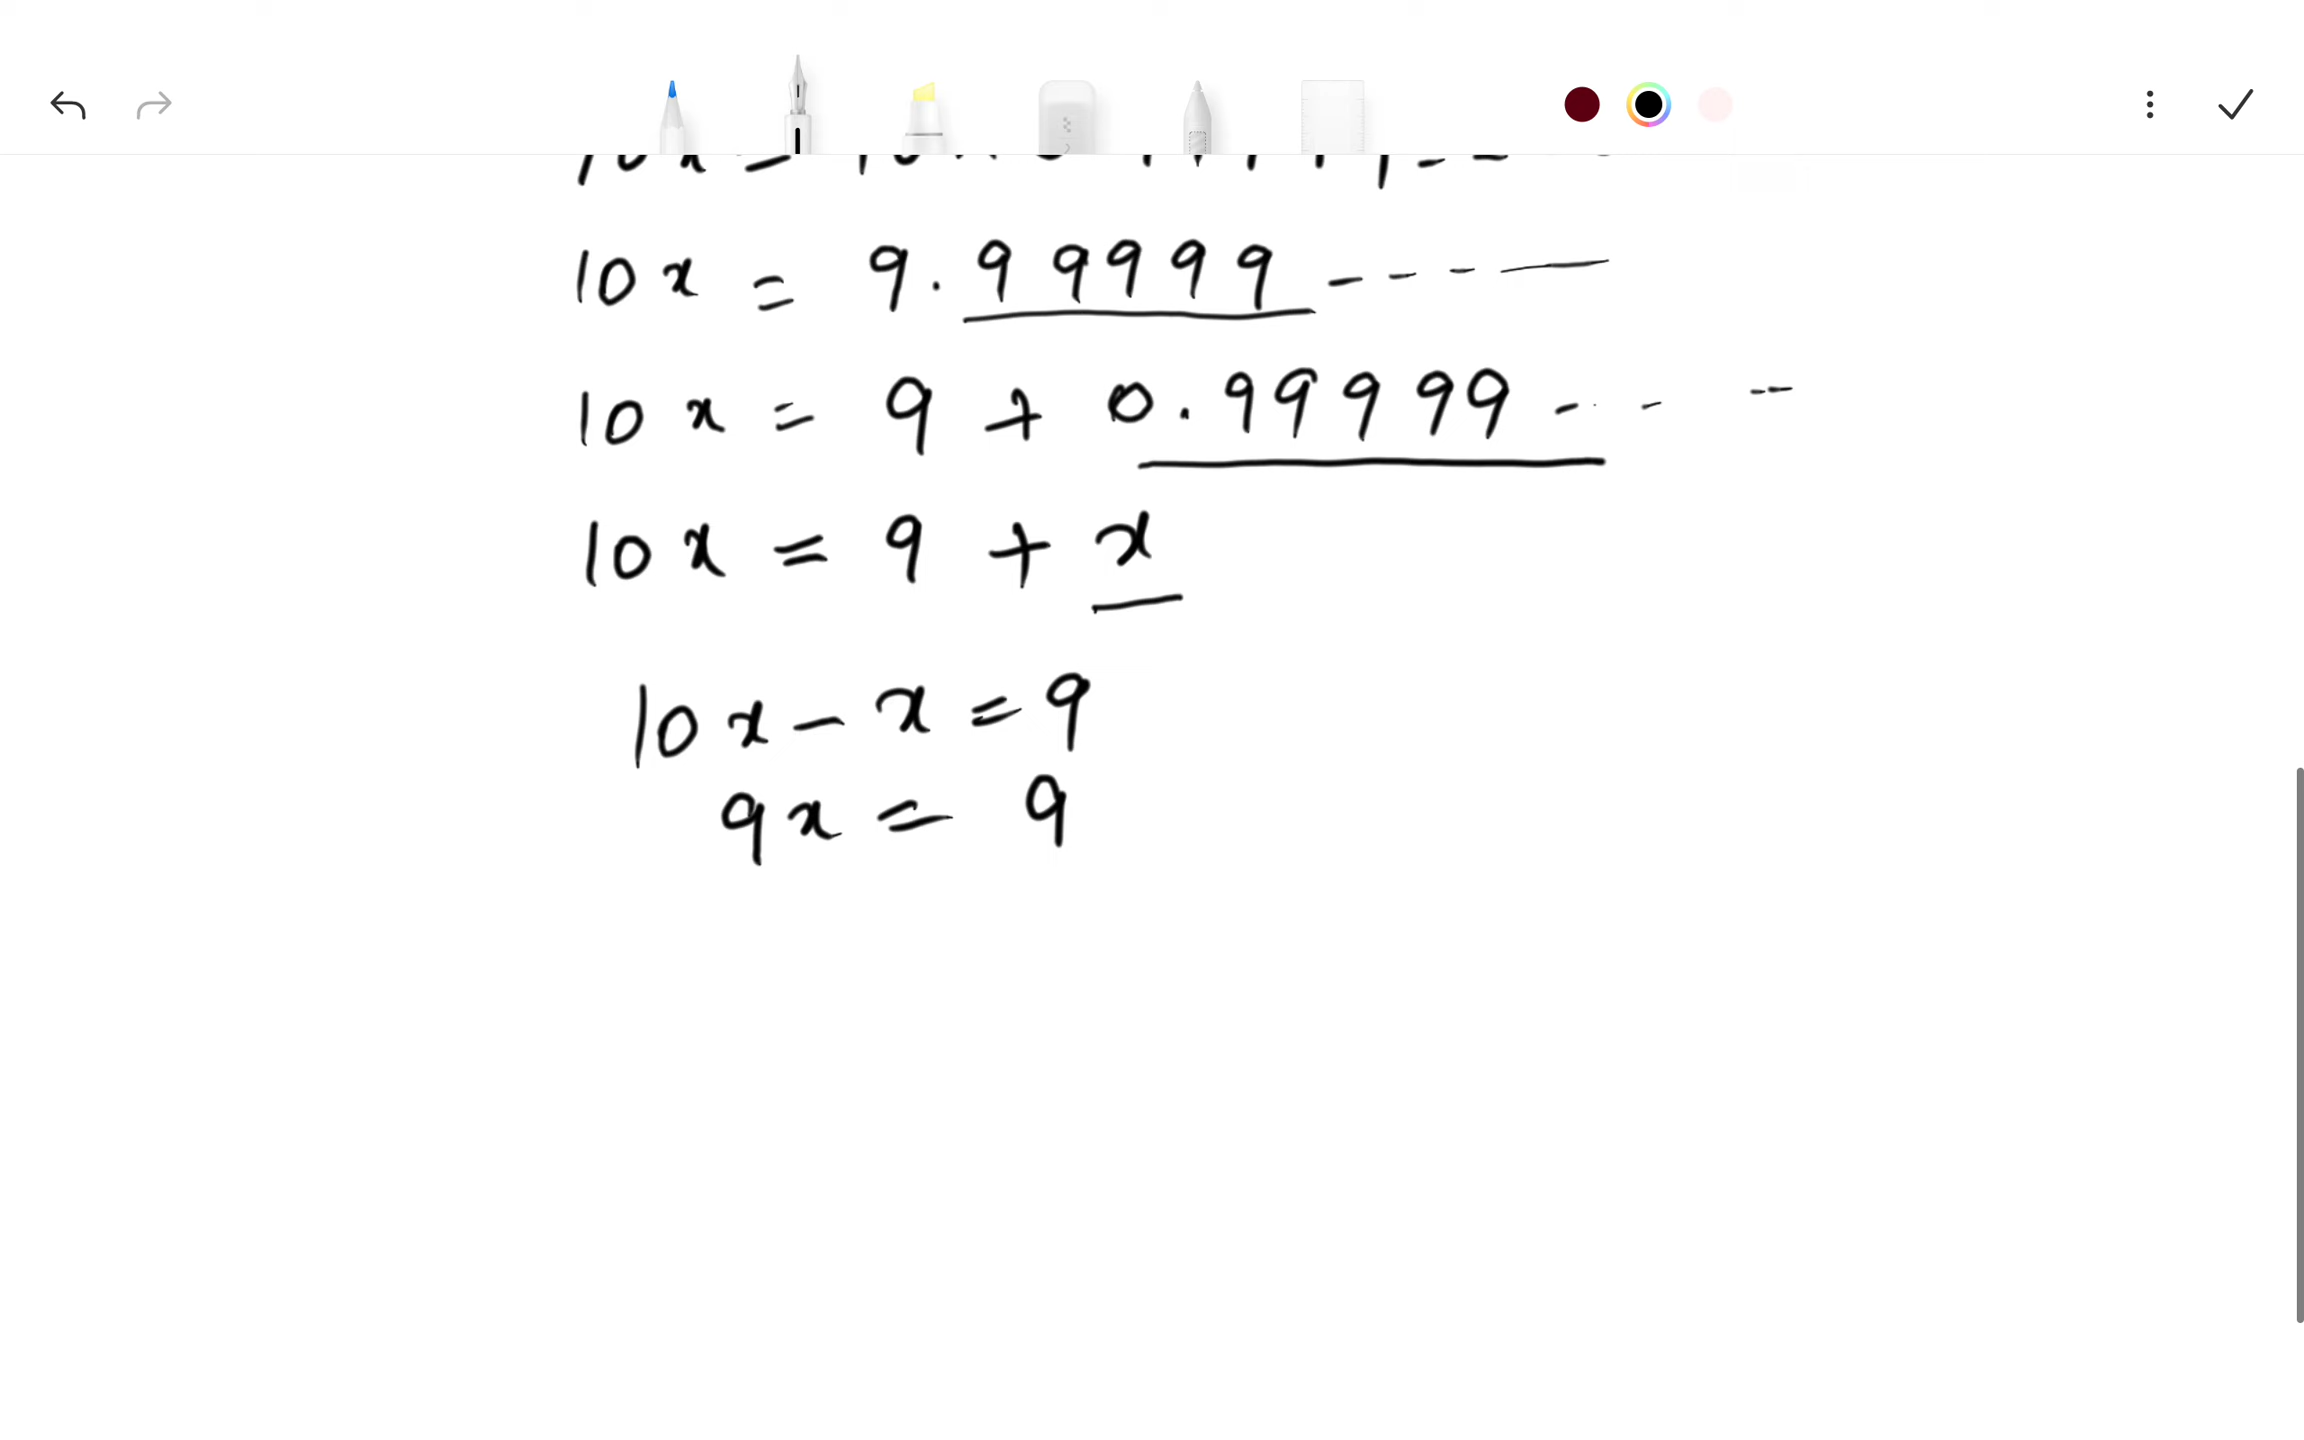 10x = 9.99999 - - - -
10x = 9 + 0.99999 - - -
10x = 9 + x
10x - x = 9
9x = 9